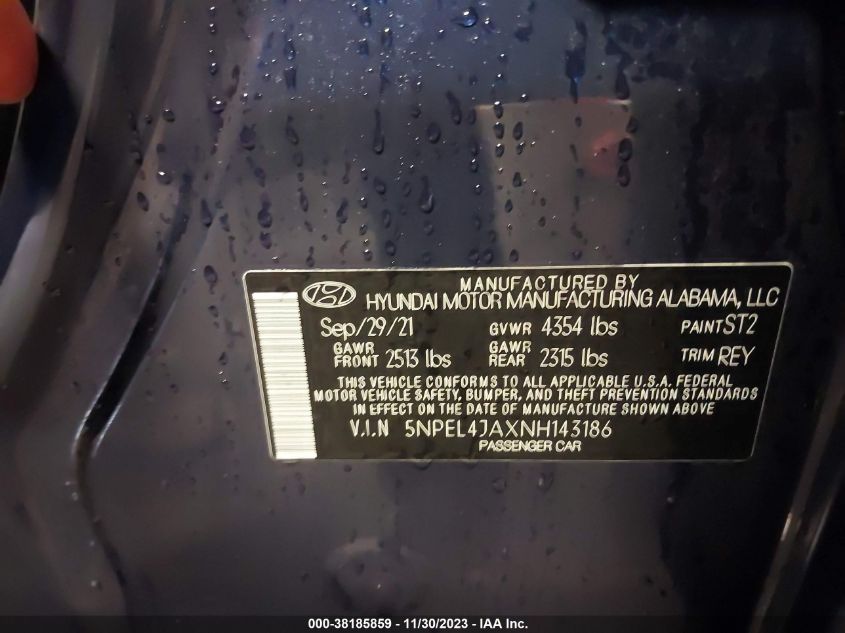 MANUFACTURED BY
HYUNDAI MOTOR MANUFACTURING ALABAMA, LLC
Sep/29/21 GVWR 4354 lbs PAINT ST2
GAWR FRONT 2513 lbs GAWR REAR 2315 lbs TRIM REY
THIS VEHICLE CONFORMS TO ALL APPLICABLE U.S.A. FEDERAL
MOTOR VEHICLE SAFETY, BUMPER, AND THEFT PREVENTION STANDARDS
IN EFFECT ON THE DATE OF MANUFACTURE SHOWN ABOVE
V.I.N 5NPEL4JAXNH143186
PASSENGER CAR
000-38185859 - 11/30/2023 - IAA Inc.